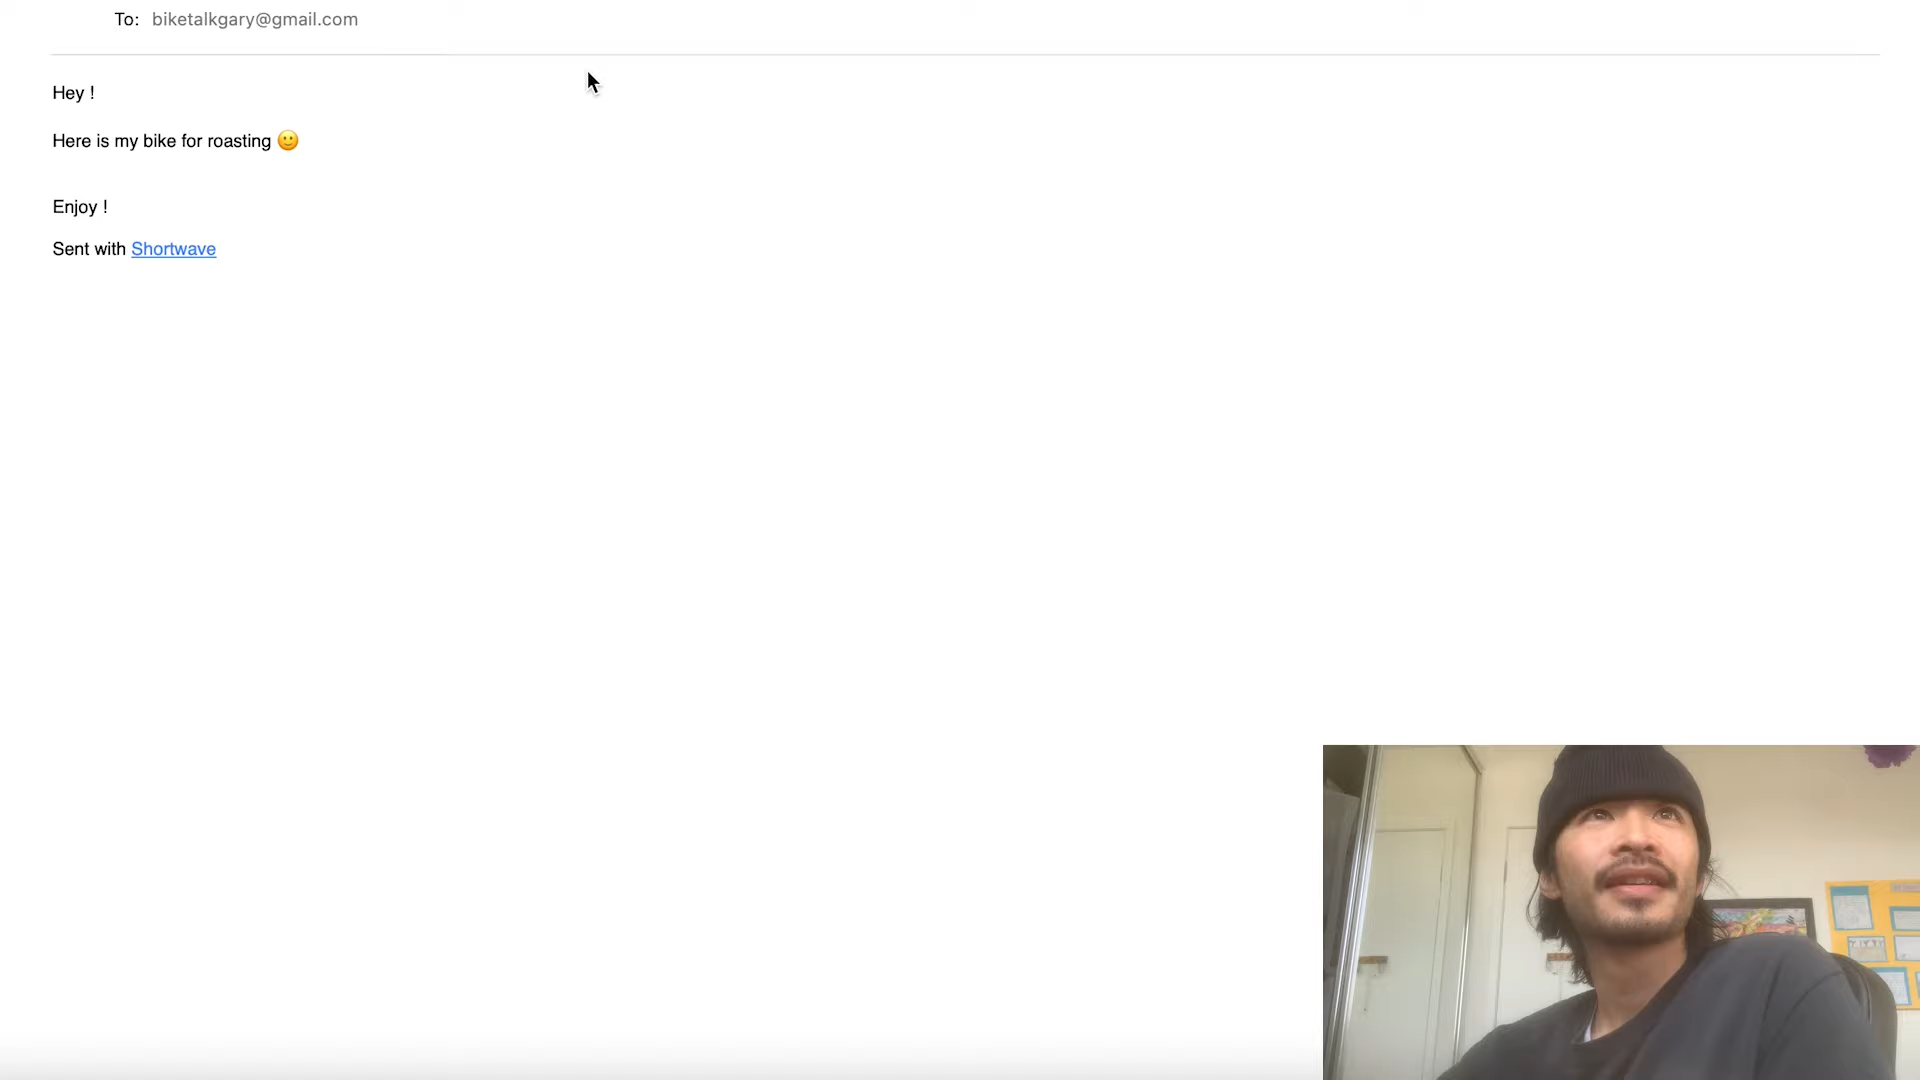 To: biketalkgary@gmail.com
Hey !
Here is my bike for roasting 🙂
Enjoy !
Sent with Shortwave